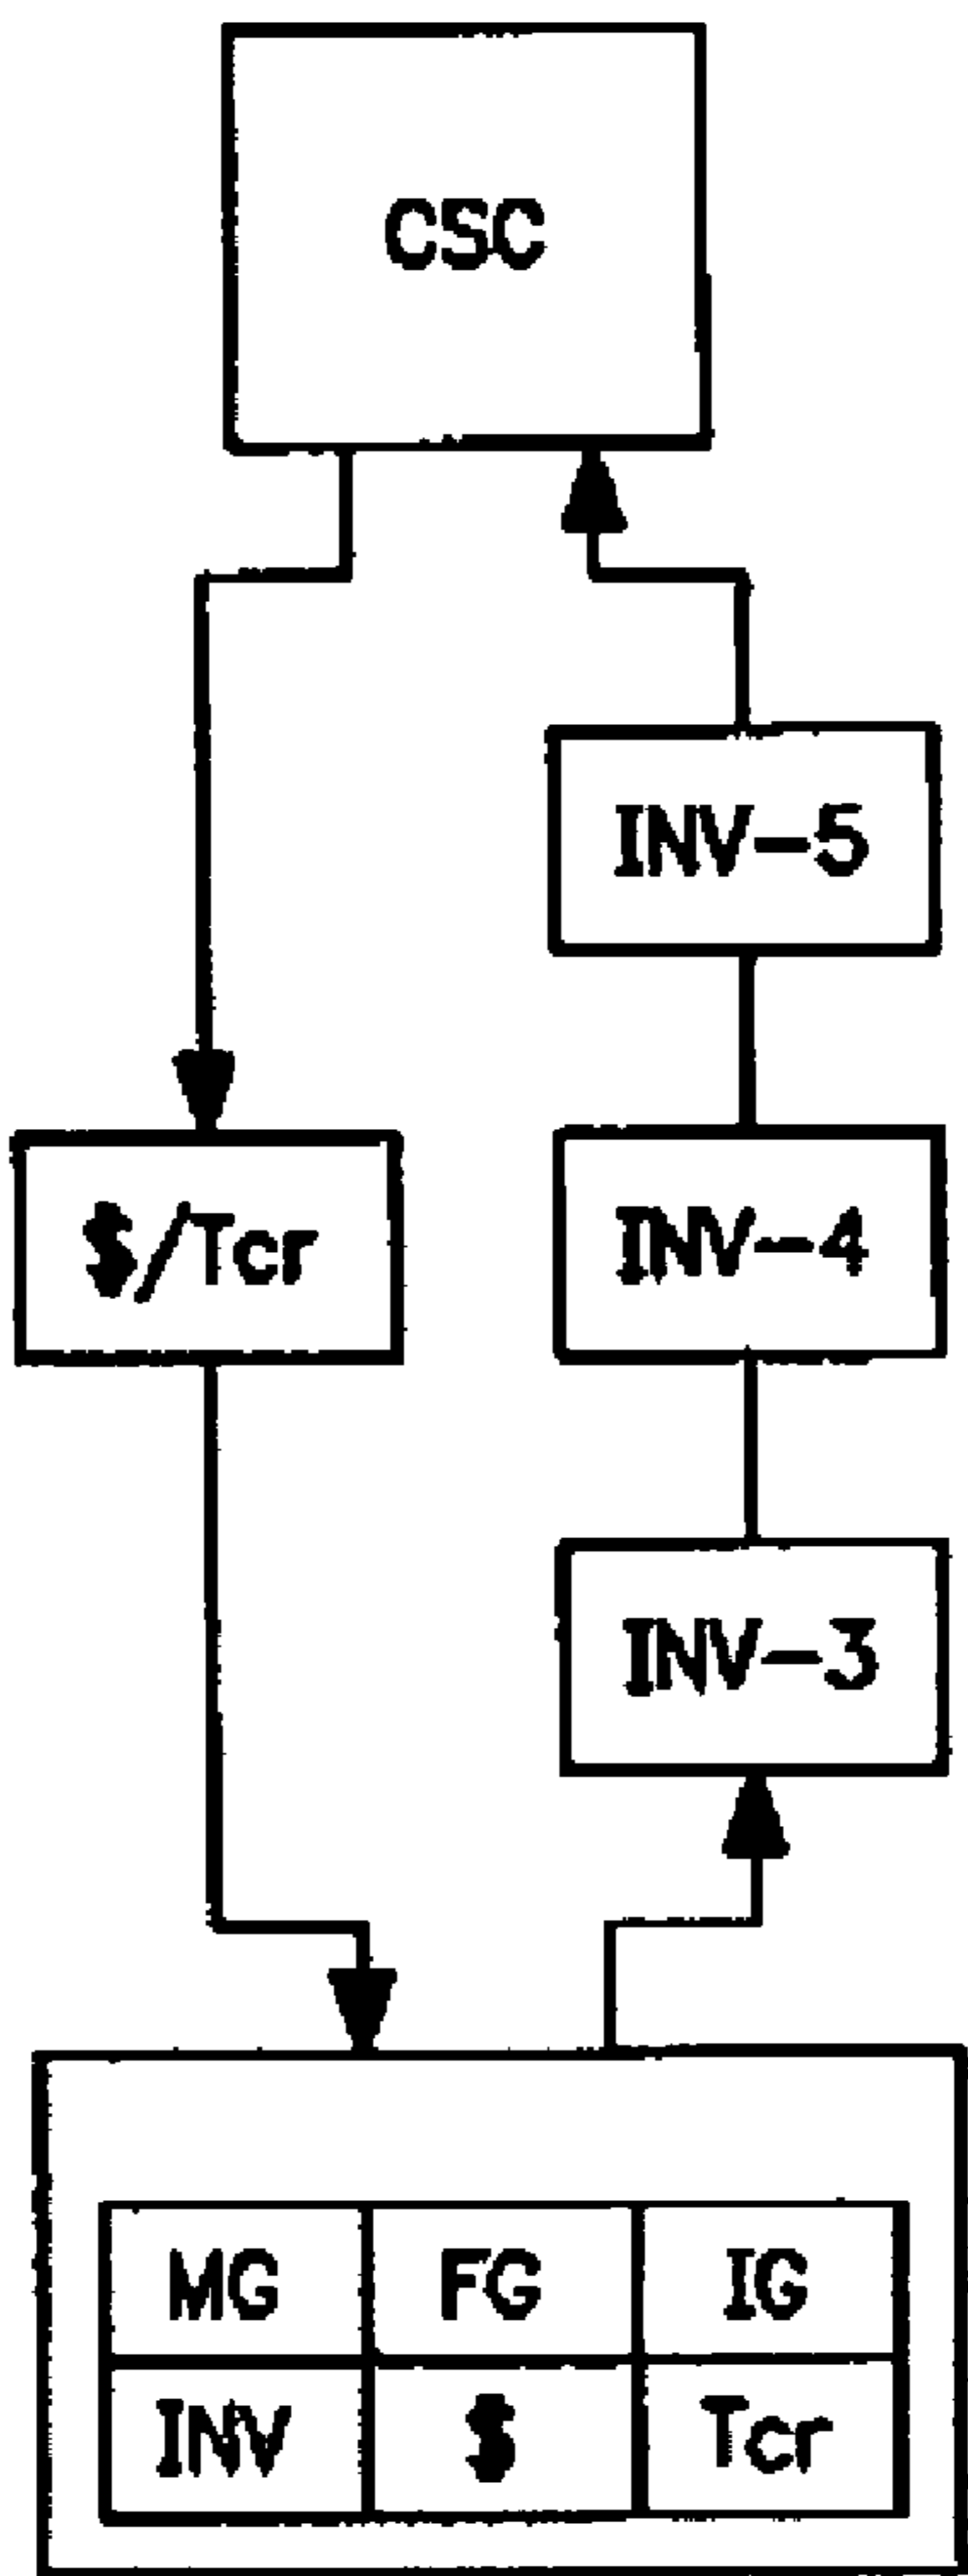 CSC
INV-5
$/Tcr
INV-4
INV-3
MG FG IG
INV $ Tcr